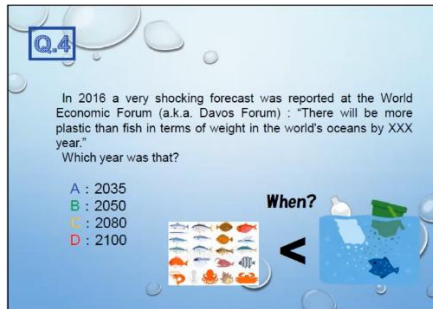 Q.4
In 2016 a very shocking forecast was reported at the World
Economic Forum (a.k.a. Davos Forum) : “There will be more
plastic than fish in terms of weight in the world's oceans by XXX
year.”
Which year was that?
A : 2035
B : 2050
C : 2080
D : 2100
When?
<